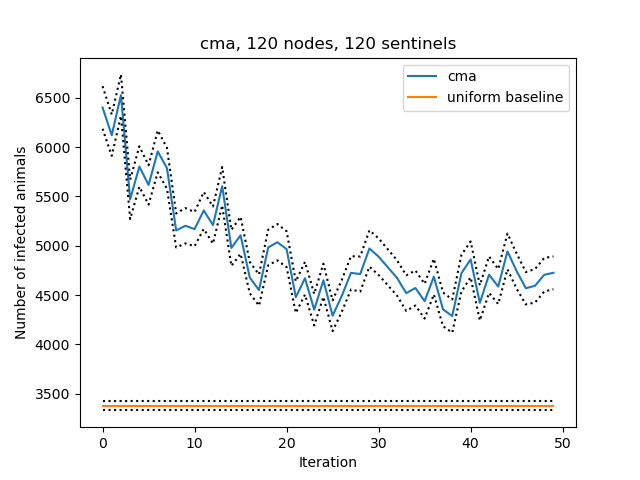 cma, 120 nodes, 120 sentinels
cma
uniform baseline
Number of infected animals
6500
6000
5500
5000
4500
4000
3500
0 10 20 30 40 50
Iteration